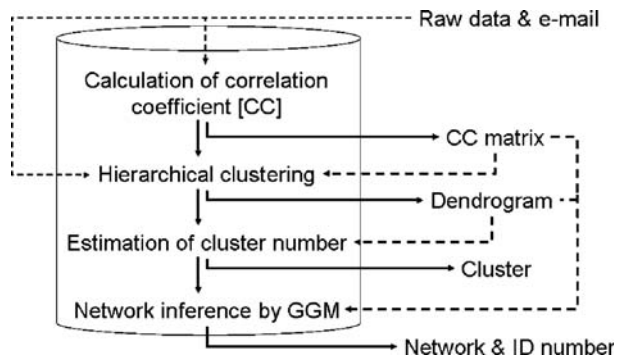 Raw data & e-mail
Calculation of correlation
coefficient [CC]
CC matrix
Hierarchical clustering
Dendrogram
Estimation of cluster number
Cluster
Network inference by GGM
Network & ID number